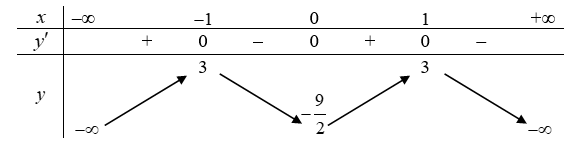 x −∞ −1 0 1 +∞
y′ + 0 − 0 + 0 −
3 3
y
−9/2
−∞ −∞